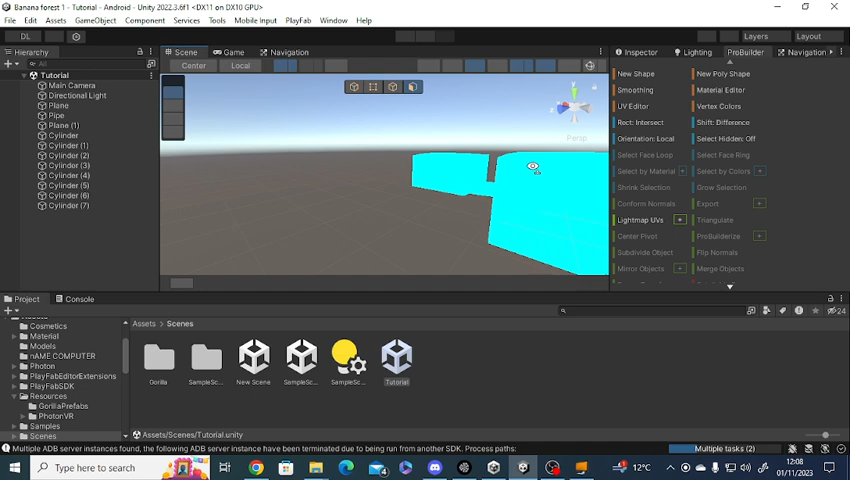 Banana forest 1 - Tutorial - Android - Unity 2022.3.6f1 <DX11 on DX10 GPU>
File Edit Assets GameObject Component Services Tools Mobile Input PlayFab Window Help
DL Layers Layout
Hierarchy Scene Game Navigation Inspector Lighting ProBuilder Navigation
All Center Local
Tutorial
Main Camera
Directional Light
Plane
Pipe
Plane (1)
Cylinder
Cylinder (1)
Cylinder (2)
Cylinder (3)
Cylinder (4)
Cylinder (5)
Cylinder (6)
Cylinder (7)
y
z
Persp
New Shape New Poly Shape
Smoothing Material Editor
UV Editor Vertex Colors
Rect: Intersect Shift: Difference
Orientation: Local Select Hidden: Off
Select Face Loop Select Face Ring
Select by Material Select by Colors
Shrink Selection Grow Selection
Conform Normals Export
Lightmap UVs Triangulate
Center Pivot ProBuilderize
Subdivide Object Flip Normals
Mirror Objects Merge Objects
Project Console
24
Assets > Scenes
Cosmetics
Material
Models
nAME COMPUTER
Photon
PlayFabEditorExtensions
PlayFabSDK
Resources
GorillaPrefabs
PhotonVR
Samples
Scenes
Gorilla SampleSc... New Scene SampleSc... SampleSc... Tutorial
Assets/Scenes/Tutorial.unity
Multiple ADB server instances found, the following ADB server instance have been terminated due to being run from another SDK. Process paths:
Multiple tasks (2)
Type here to search
12°C
12:08
01/11/2023